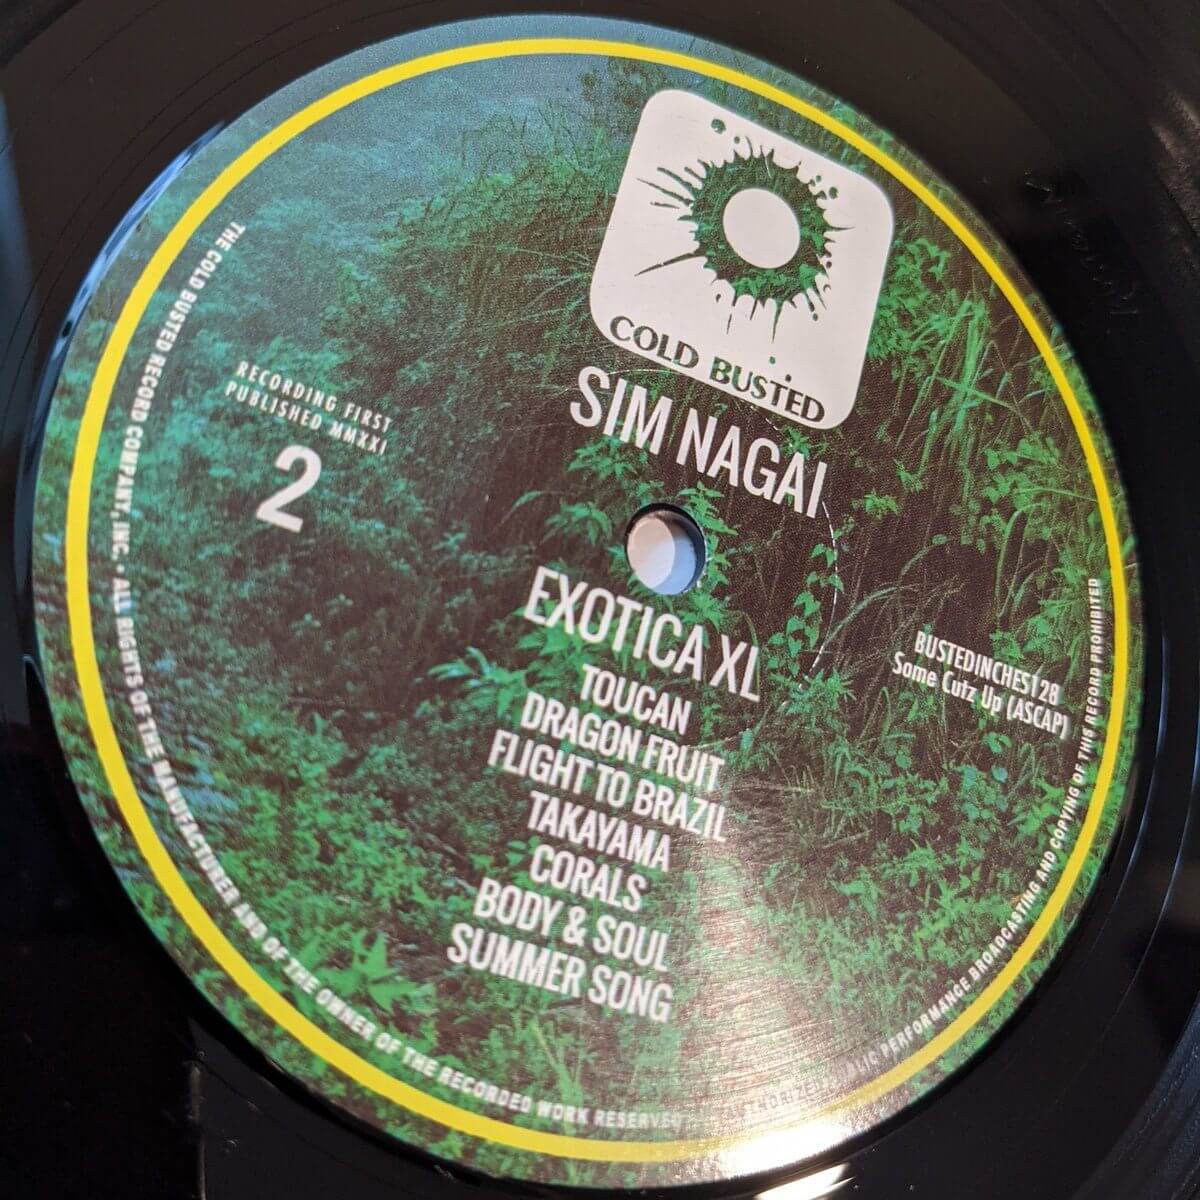 COLD BUSTED
SIM NAGAI
RECORDING FIRST
PUBLISHED MMXXI
2
EXOTICA XL
TOUCAN
DRAGON FRUIT
FLIGHT TO BRAZIL
TAKAYAMA
CORALS
BODY & SOUL
SUMMER SONG
BUSTEDINCHES128
Some Cutz Up (ASCAP)
THE COLD BUSTED RECORD COMPANY, INC. • ALL RIGHTS OF THE MANUFACTURER AND OF THE OWNER OF THE RECORDED WORK RESERVED PUBLIC PERFORMANCE BROADCASTING AND COPYING OF THIS RECORD PROHIBITED